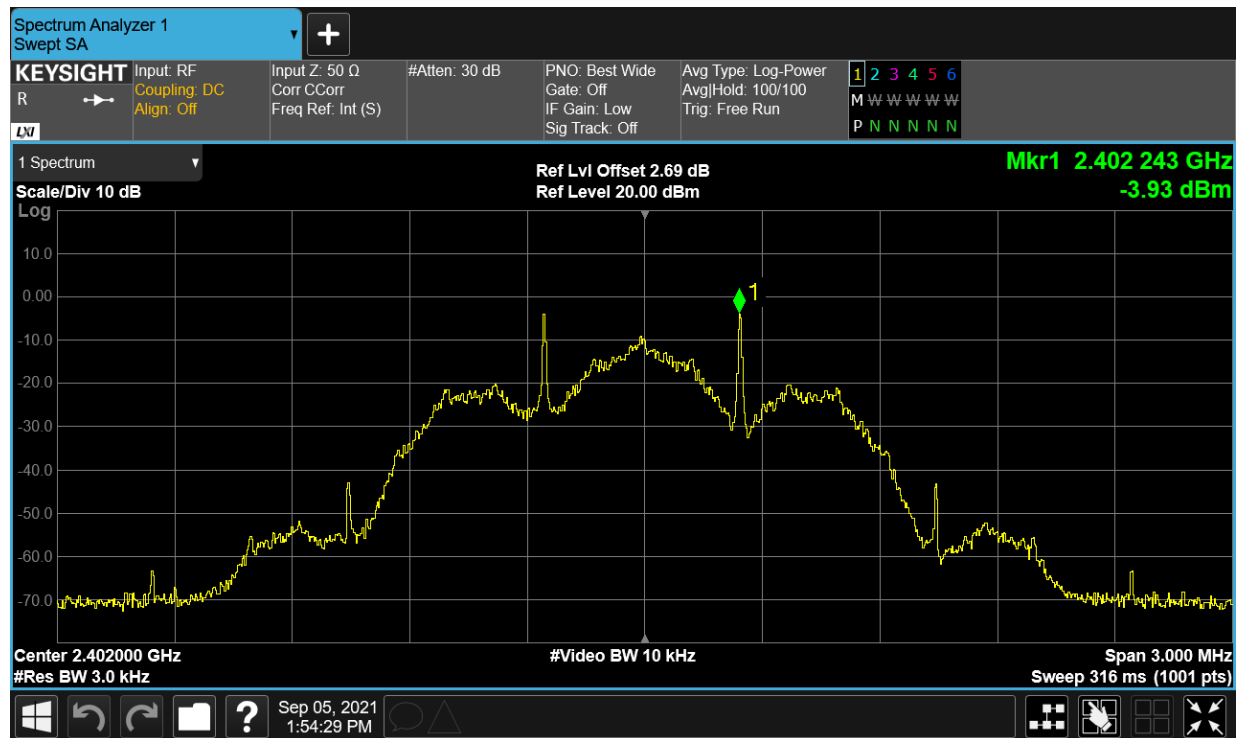 Spectrum Analyzer 1
Swept SA
+
KEYSIGHT
R
LXI
Input: RF
Coupling: DC
Align: Off
Input Z: 50 Ω
Corr CCorr
Freq Ref: Int (S)
#Atten: 30 dB
PNO: Best Wide
Gate: Off
IF Gain: Low
Sig Track: Off
Avg Type: Log-Power
Avg|Hold: 100/100
Trig: Free Run
1 2 3 4 5 6
M W W W W W
P N N N N N
1 Spectrum
Scale/Div 10 dB
Ref Lvl Offset 2.69 dB
Ref Level 20.00 dBm
Mkr1 2.402 243 GHz
-3.93 dBm
Log
10.0
0.00
-10.0
-20.0
-30.0
-40.0
-50.0
-60.0
-70.0
1
Center 2.402000 GHz
#Video BW 10 kHz
Span 3.000 MHz
#Res BW 3.0 kHz
Sweep 316 ms (1001 pts)
?
Sep 05, 2021
1:54:29 PM